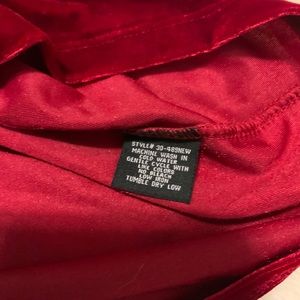 STYLE# 30-489NEW
MACHINE WASH IN
COLD WATER
GENTLE CYCLE WITH
LIKE COLORS
NO BLEACH
LOW IRON
TUMBLE DRY LOW